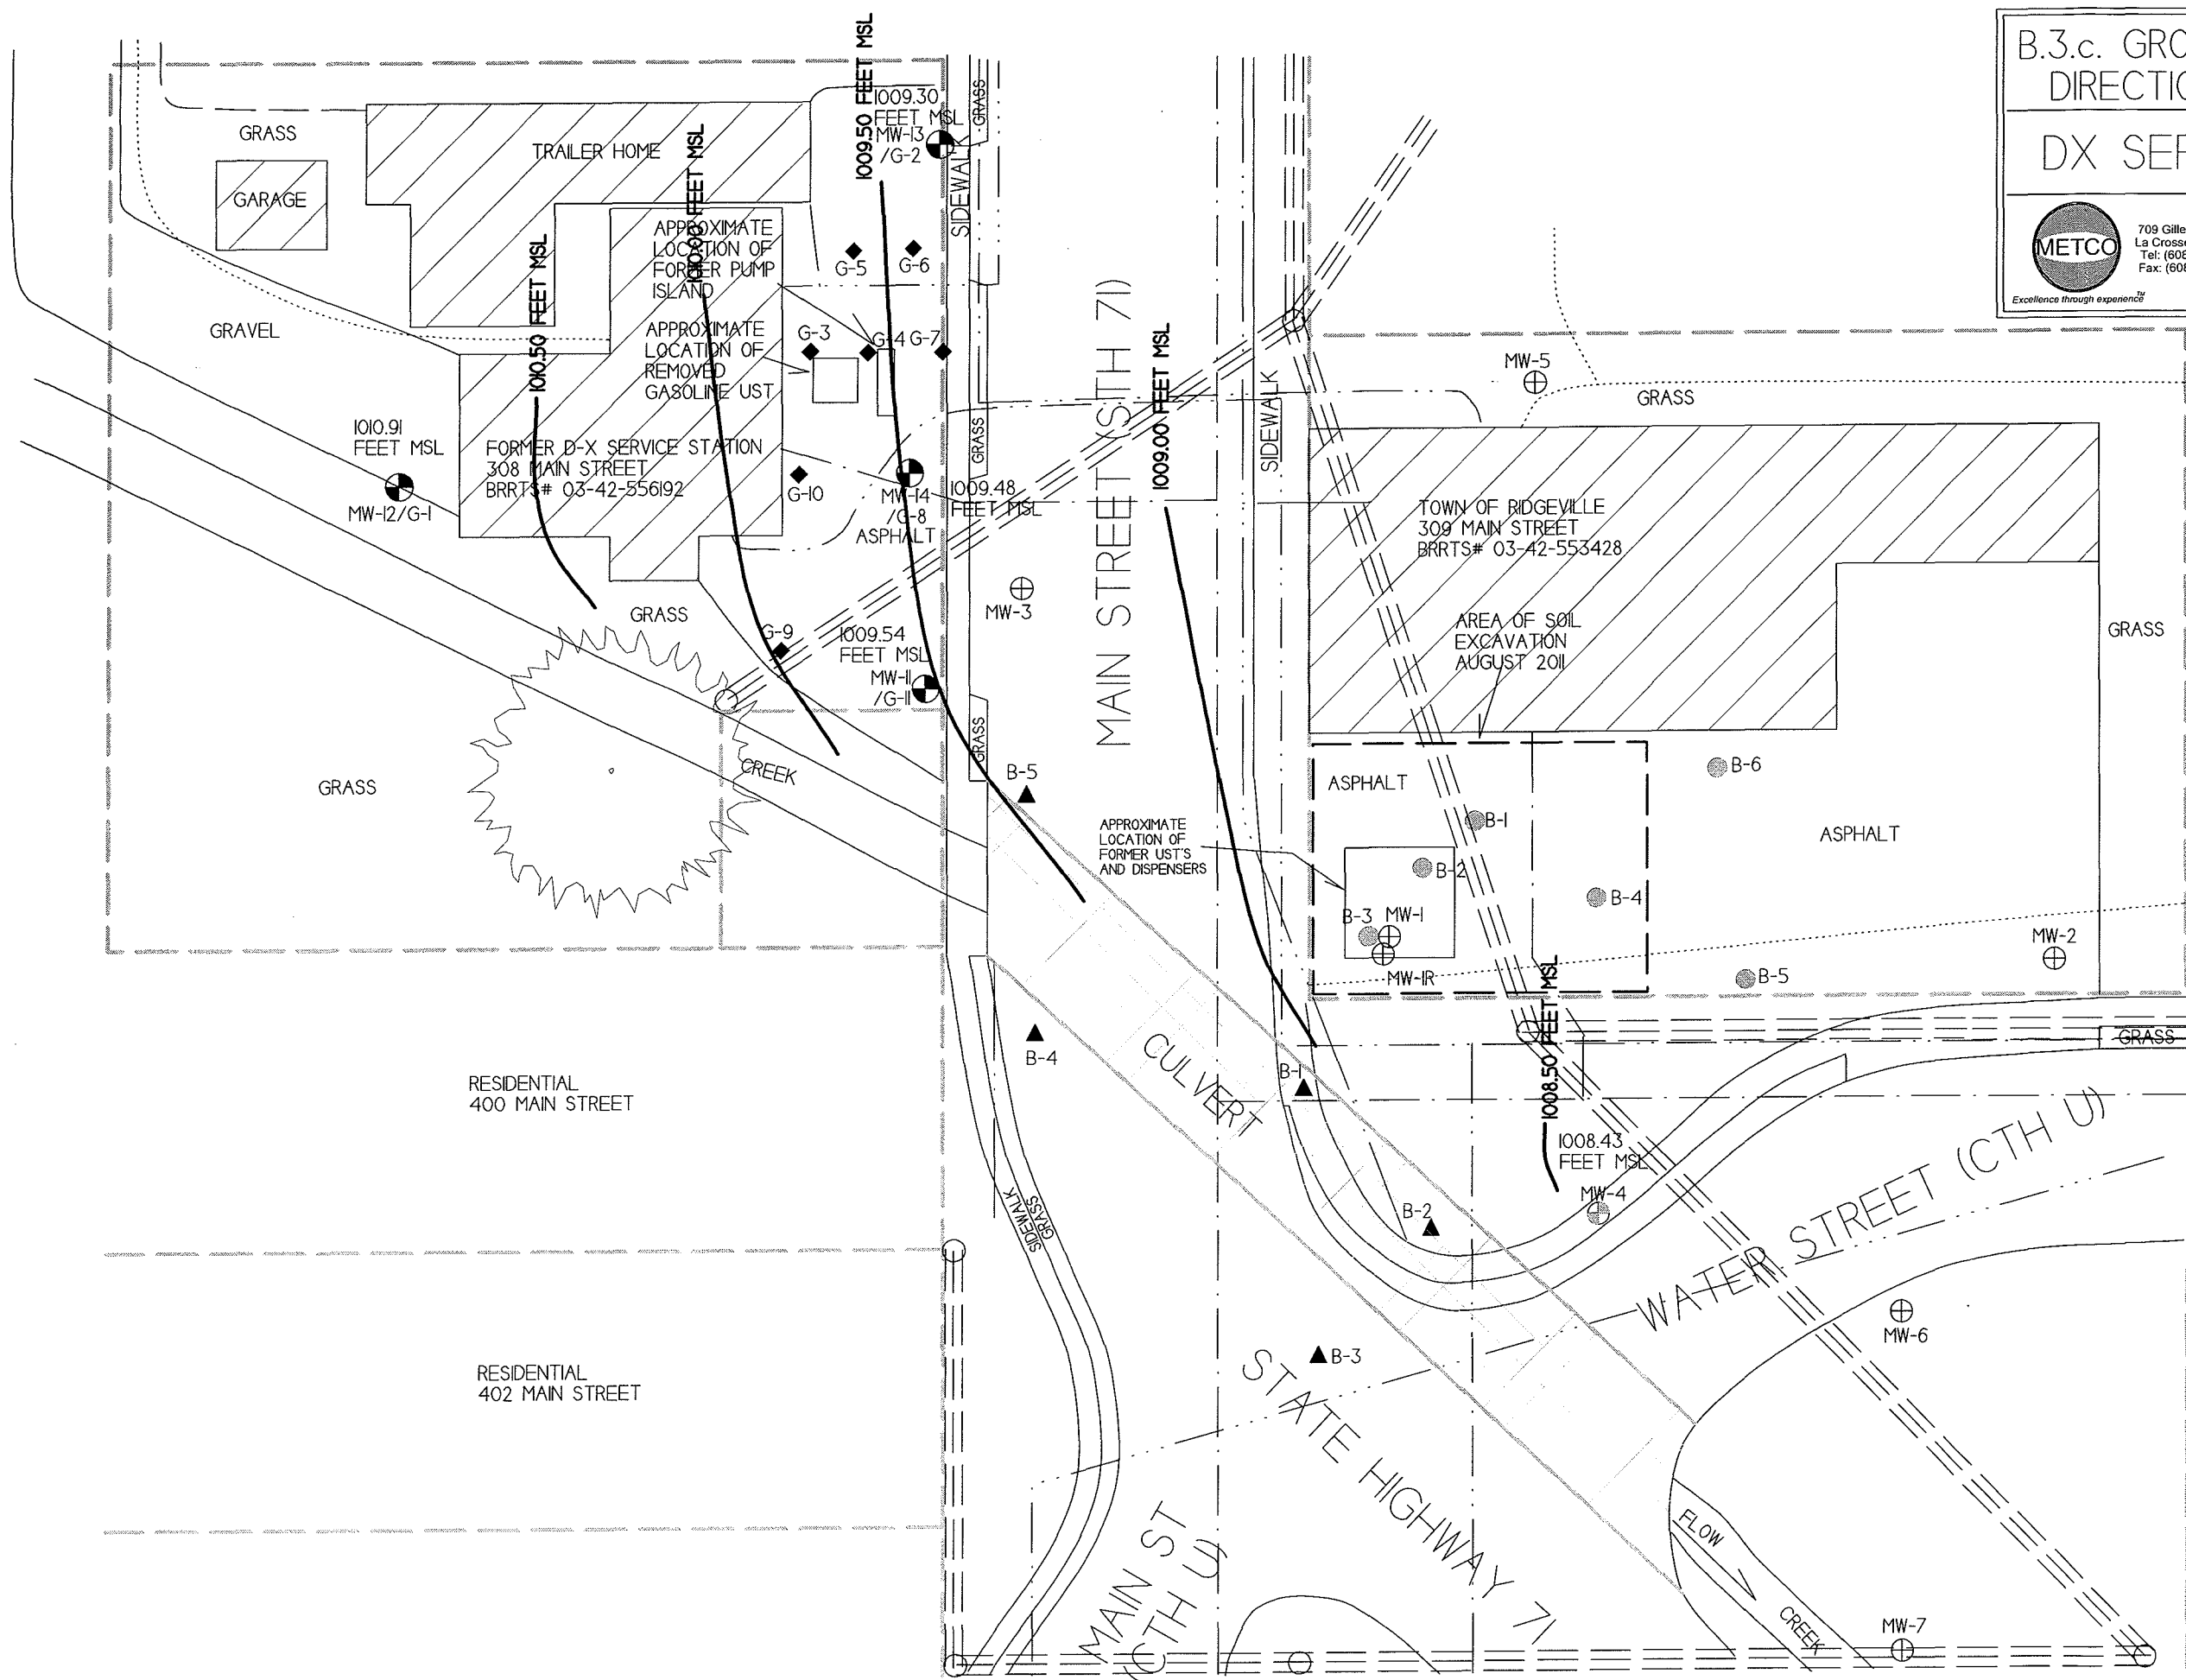 B.3.c. GRO
DIRECTIO
DX SER
METCO
709 Gille
La Crosse
Tel: (608
Fax: (608
Excellence through experience™
GRASS
GARAGE
TRAILER HOME
1009.50 FEET MSL
1009.30
FEET MSL
MW-13
/G-2
GRASS
SIDEWALK
1010.00 FEET MSL
APPROXIMATE
LOCATION OF
FORMER PUMP
ISLAND
G-5
G-6
1010.50 FEET MSL
GRAVEL
APPROXIMATE
LOCATION OF
REMOVED
GASOLINE UST
G-3
G-4
G-7
MAIN STREET (STH 71)
1009.00 FEET MSL
SIDEWALK
MW-5
GRASS
1010.91
FEET MSL
MW-12/G-1
FORMER D-X SERVICE STATION
308 MAIN STREET
BRRTS# 03-42-556192
G-10
MW-14
/G-8
1009.48
FEET MSL
ASPHALT
GRASS
TOWN OF RIDGEVILLE
309 MAIN STREET
BRRTS# 03-42-553428
MW-3
GRASS
G-9
1009.54
FEET MSL
MW-11
/G-11
AREA OF SOIL
EXCAVATION
AUGUST 2011
GRASS
GRASS
CREEK
GRASS
B-5
ASPHALT
B-6
APPROXIMATE
LOCATION OF
FORMER UST'S
AND DISPENSERS
B-1
B-2
ASPHALT
B-4
B-3
MW-1
MW-1R
MW-2
B-5
1008.50 FEET MSL
B-4
CULVERT
B-1
GRASS
RESIDENTIAL
400 MAIN STREET
1008.43
FEET MSL
MW-4
WATER STREET (CTH U)
SIDEWALK
GRASS
B-2
MW-6
B-3
RESIDENTIAL
402 MAIN STREET
STATE HIGHWAY 71
MAIN ST
(CTH U)
FLOW
CREEK
MW-7